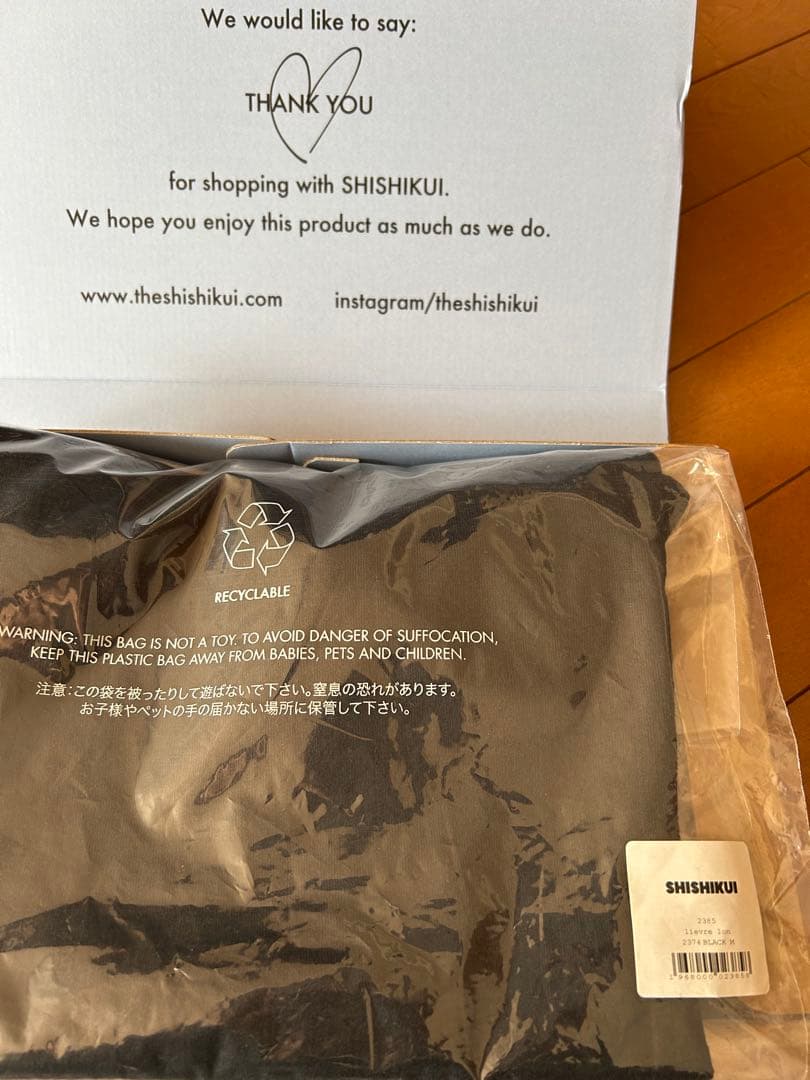 We would like to say:
THANK YOU
for shopping with SHISHIKUI.
We hope you enjoy this product as much as we do.
www.theshishikui.com instagram/theshishikui
RECYCLABLE
WARNING: THIS BAG IS NOT A TOY. TO AVOID DANGER OF SUFFOCATION,
KEEP THIS PLASTIC BAG AWAY FROM BABIES, PETS AND CHILDREN.
注意：この袋を被ったりして遊ばないで下さい。窒息の恐れがあります。
お子様やペットの手の届かない場所に保管して下さい。
SHISHIKUI
2385
lievre lon
2374 BLACK M